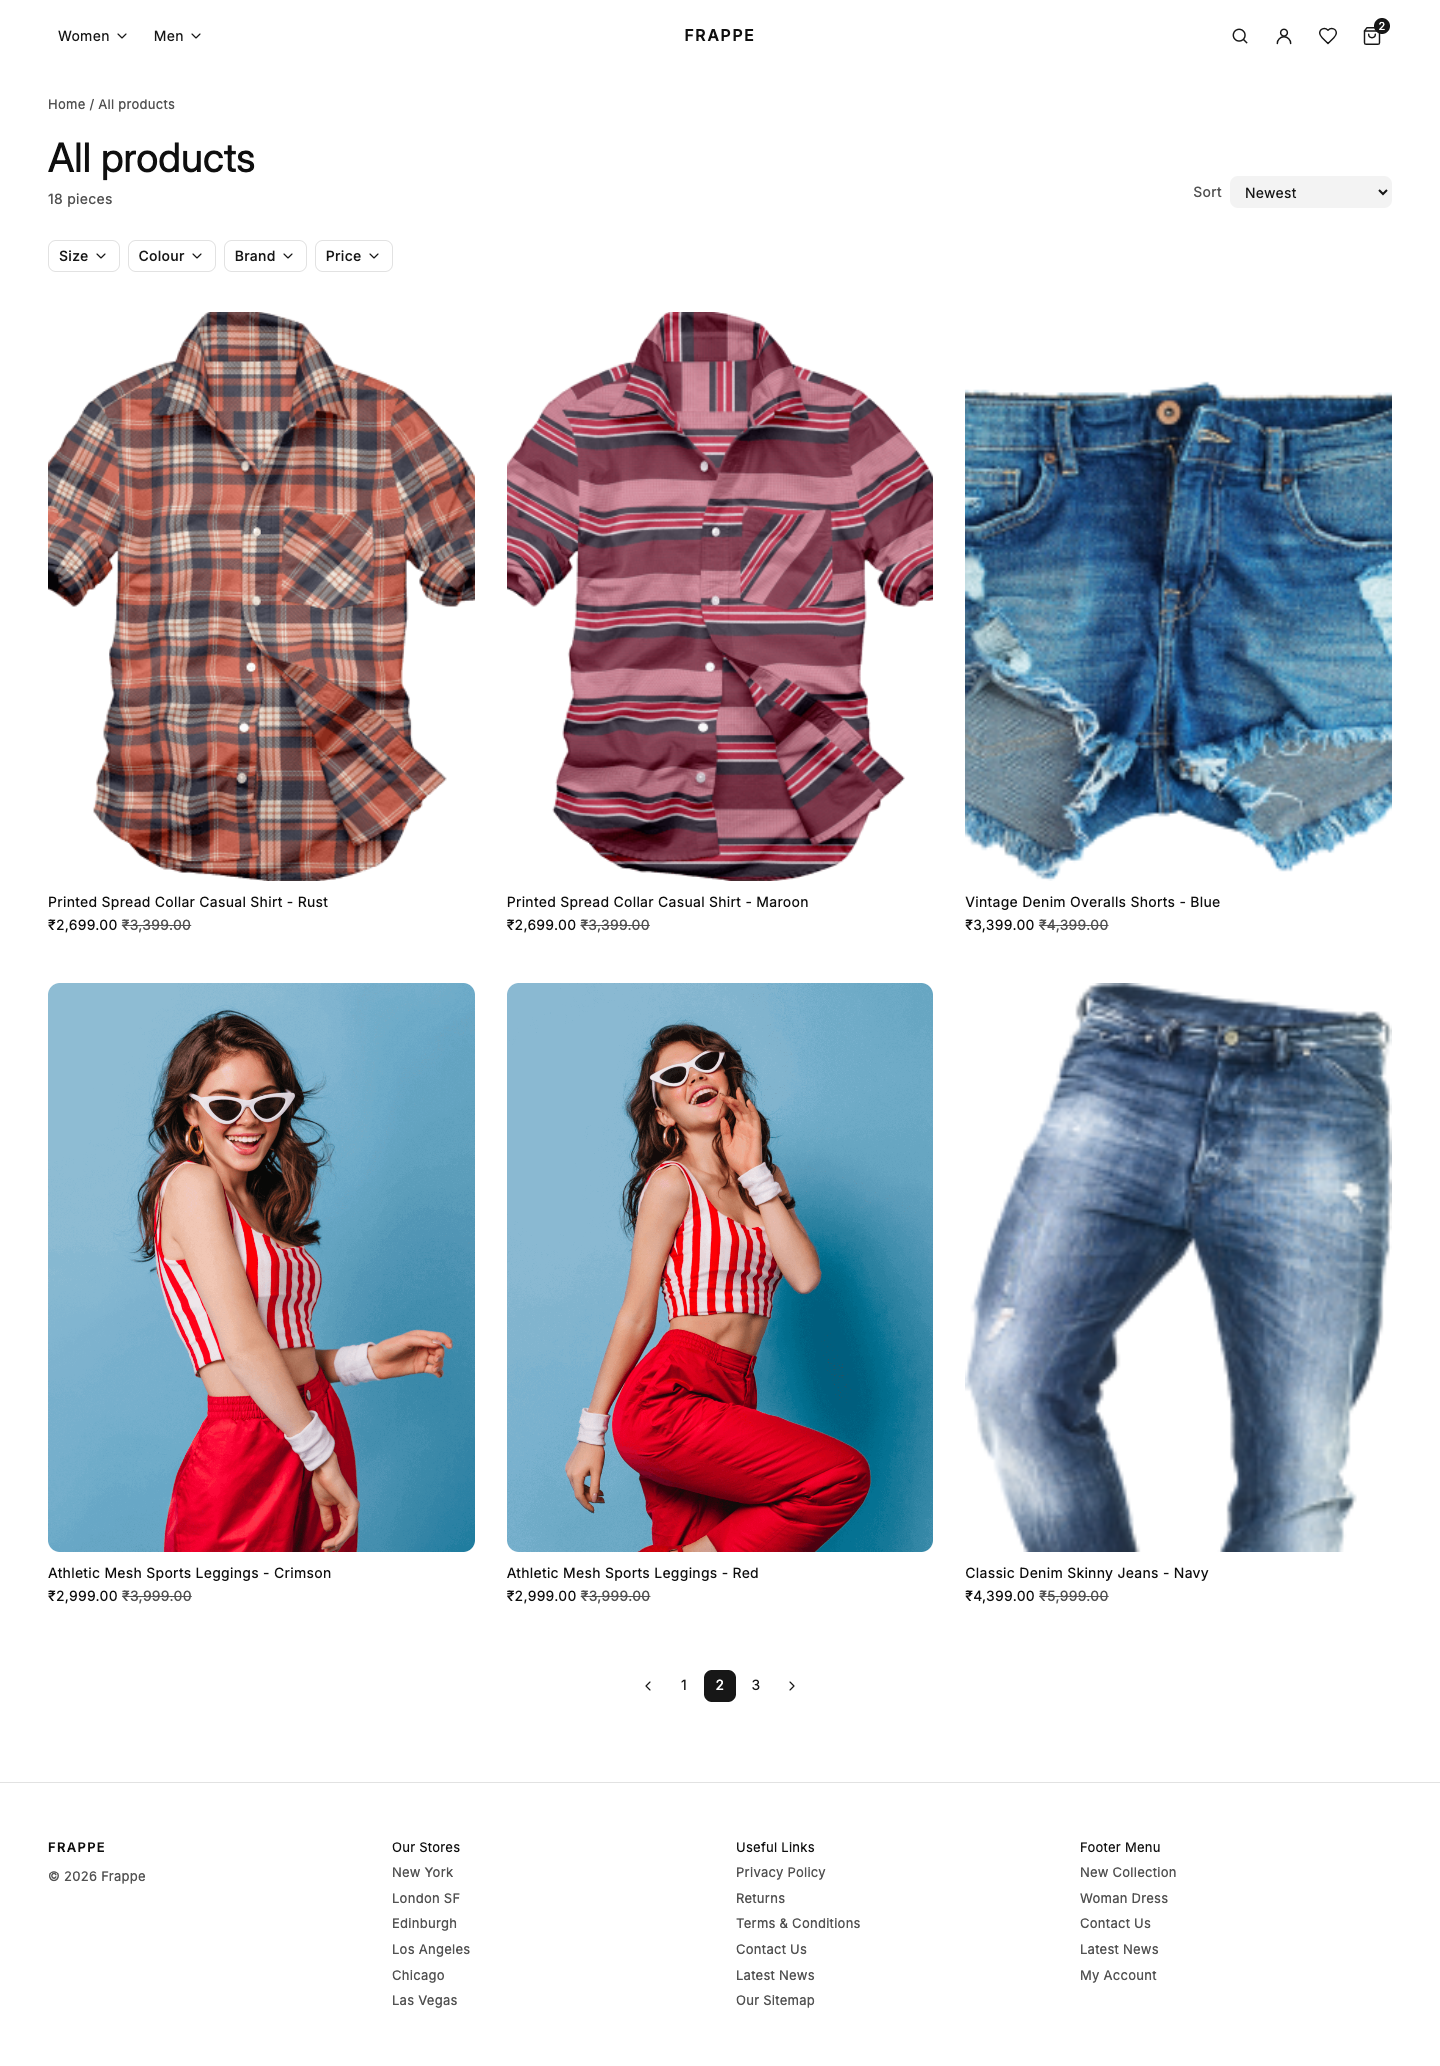 Women
Men
FRAPPE
2
Home / All products
All products
18 pieces
Sort
Newest
Size
Colour
Brand
Price
Printed Spread Collar Casual Shirt - Rust
₹2,699.00 ₹3,399.00
Printed Spread Collar Casual Shirt - Maroon
₹2,699.00 ₹3,399.00
Vintage Denim Overalls Shorts - Blue
₹3,399.00 ₹4,399.00
Athletic Mesh Sports Leggings - Crimson
₹2,999.00 ₹3,999.00
Athletic Mesh Sports Leggings - Red
₹2,999.00 ₹3,999.00
Classic Denim Skinny Jeans - Navy
₹4,399.00 ₹5,999.00
1
2
3
FRAPPE
© 2026 Frappe
Our Stores
New York
London SF
Edinburgh
Los Angeles
Chicago
Las Vegas
Useful Links
Privacy Policy
Returns
Terms & Conditions
Contact Us
Latest News
Our Sitemap
Footer Menu
New Collection
Woman Dress
Contact Us
Latest News
My Account